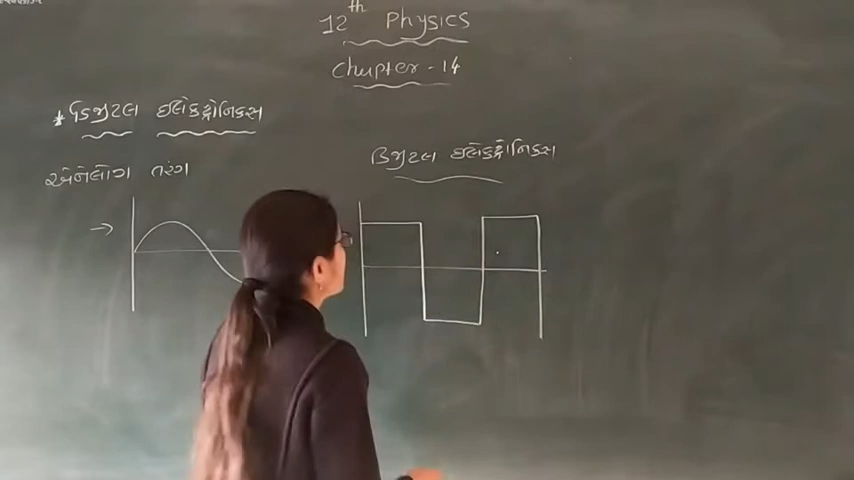 12th Physics
Chapter - 14
* ડિજીટલ ઇલેક્ટ્રોનિક્સ
એનેલોગ તરંગ
ડિજીટલ ઇલેક્ટ્રોનિક્સ